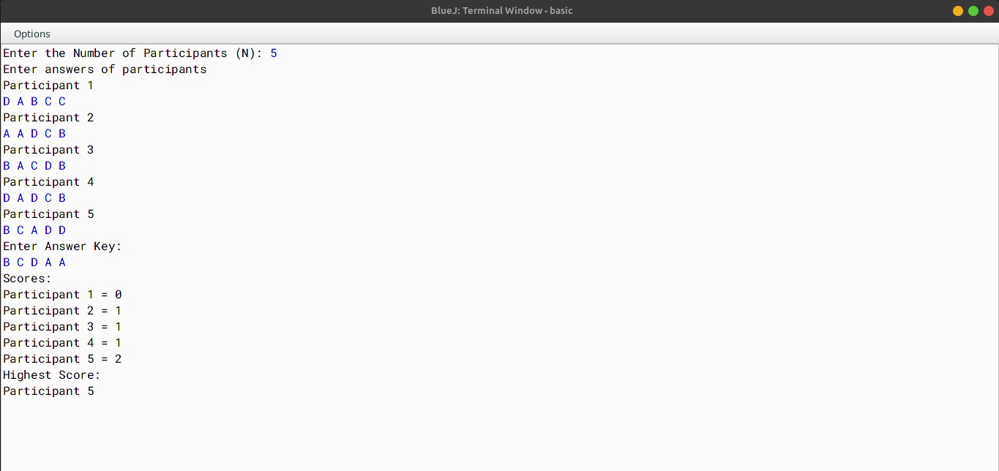 BlueJ: Terminal Window - basic
Options
Enter the Number of Participants (N): 5
Enter answers of participants
Participant 1
D A B C C
Participant 2
A A D C B
Participant 3
B A C D B
Participant 4
D A D C B
Participant 5
B C A D D
Enter Answer Key:
B C D A A
Scores:
Participant 1 = 0
Participant 2 = 1
Participant 3 = 1
Participant 4 = 1
Participant 5 = 2
Highest Score:
Participant 5